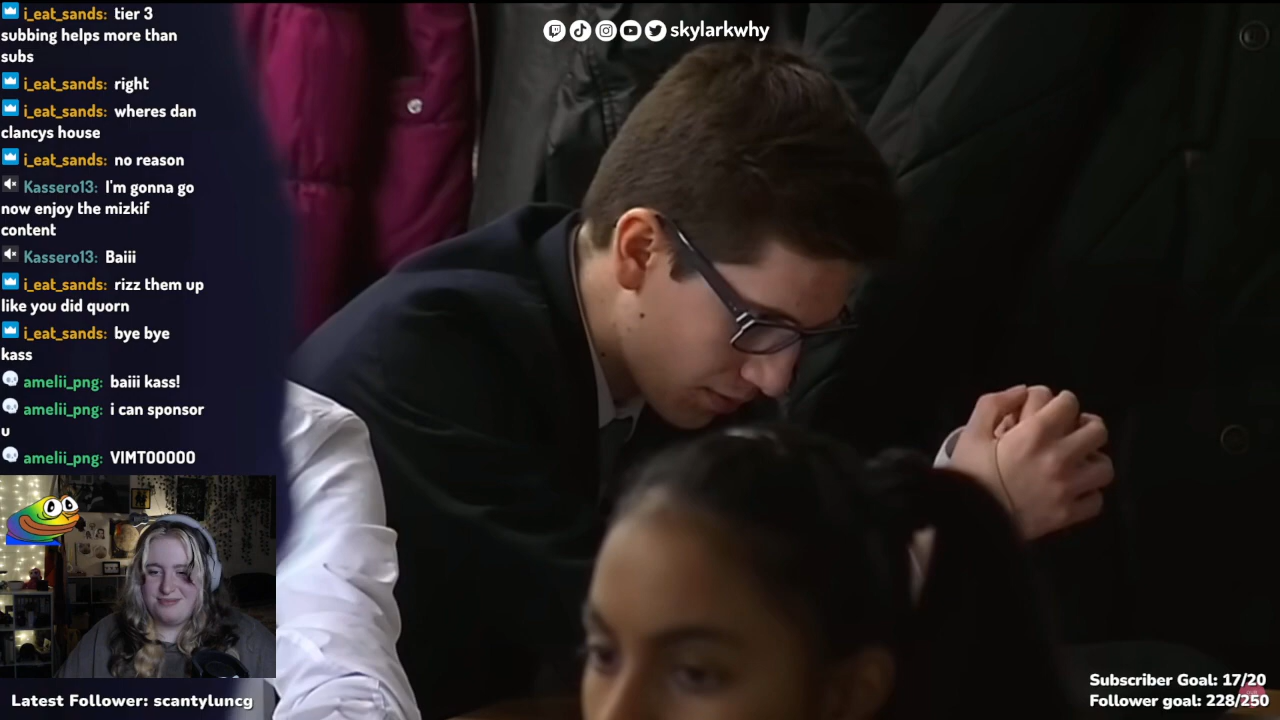 i_eat_sands: tier 3
subbing helps more than
subs
i_eat_sands: right
i_eat_sands: wheres dan
clancys house
i_eat_sands: no reason
Kassero13: I'm gonna go
now enjoy the mizkif
content
Kassero13: Baiii
i_eat_sands: rizz them up
like you did quorn
i_eat_sands: bye bye
kass
amelii_png: baiii kass!
amelii_png: i can sponsor
u
amelii_png: VIMTOOOOO
skylarkwhy
Latest Follower: scantyluncg
Subscriber Goal: 17/20
Follower goal: 228/250